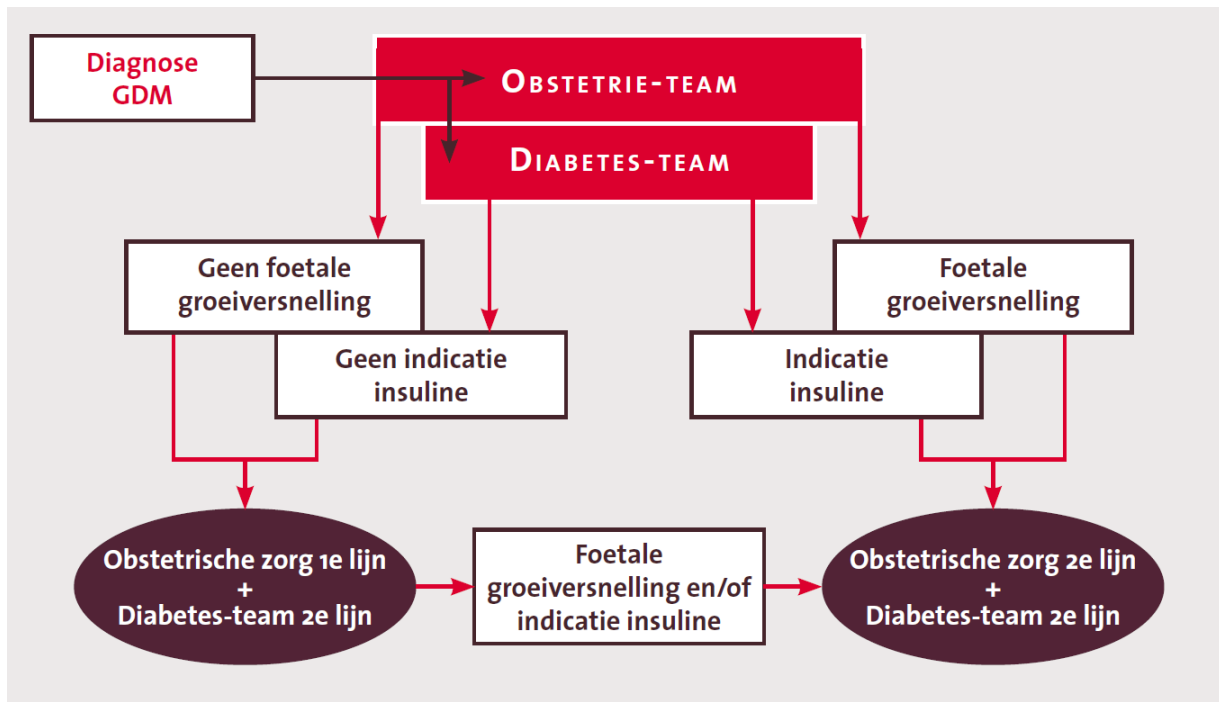 Diagnose
GDM
Obstetrie-team
Diabetes-team
Geen foetale
groeiversnelling
Geen indicatie
insuline
Foetale
groeiversnelling
Indicatie
insuline
Obstetrische zorg 1e lijn
+
Diabetes-team 2e lijn
Foetale
groeiversnelling en/of
indicatie insuline
Obstetrische zorg 2e lijn
+
Diabetes-team 2e lijn